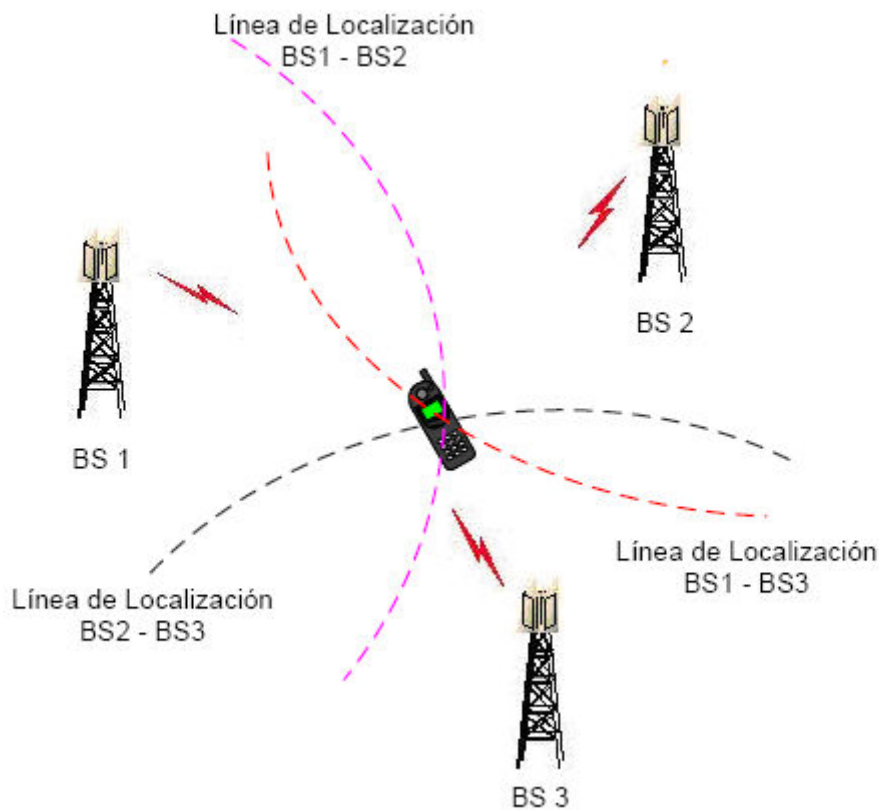 Línea de Localización
BS1 - BS2
BS 2
BS 1
Línea de Localización
BS1 - BS3
Línea de Localización
BS2 - BS3
BS 3